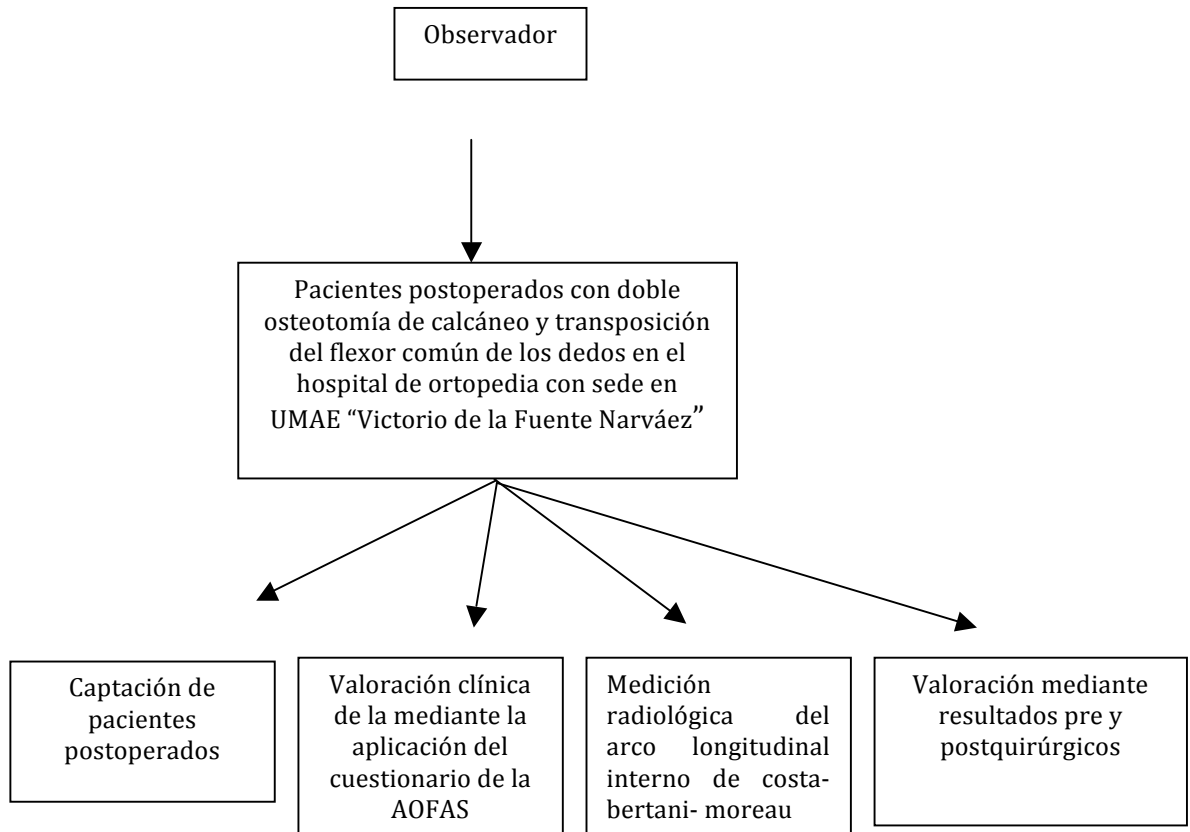 Observador
Pacientes postoperados con doble
osteotomía de calcáneo y transposición
del flexor común de los dedos en el
hospital de ortopedia con sede en
UMAE “Victorio de la Fuente Narváez”
Captación de
pacientes
postoperados
Valoración clínica
de la mediante la
aplicación del
cuestionario de la
AOFAS
Medición
radiológica del
arco longitudinal
interno de costa-
bertani- moreau
Valoración mediante
resultados pre y
postquirúrgicos